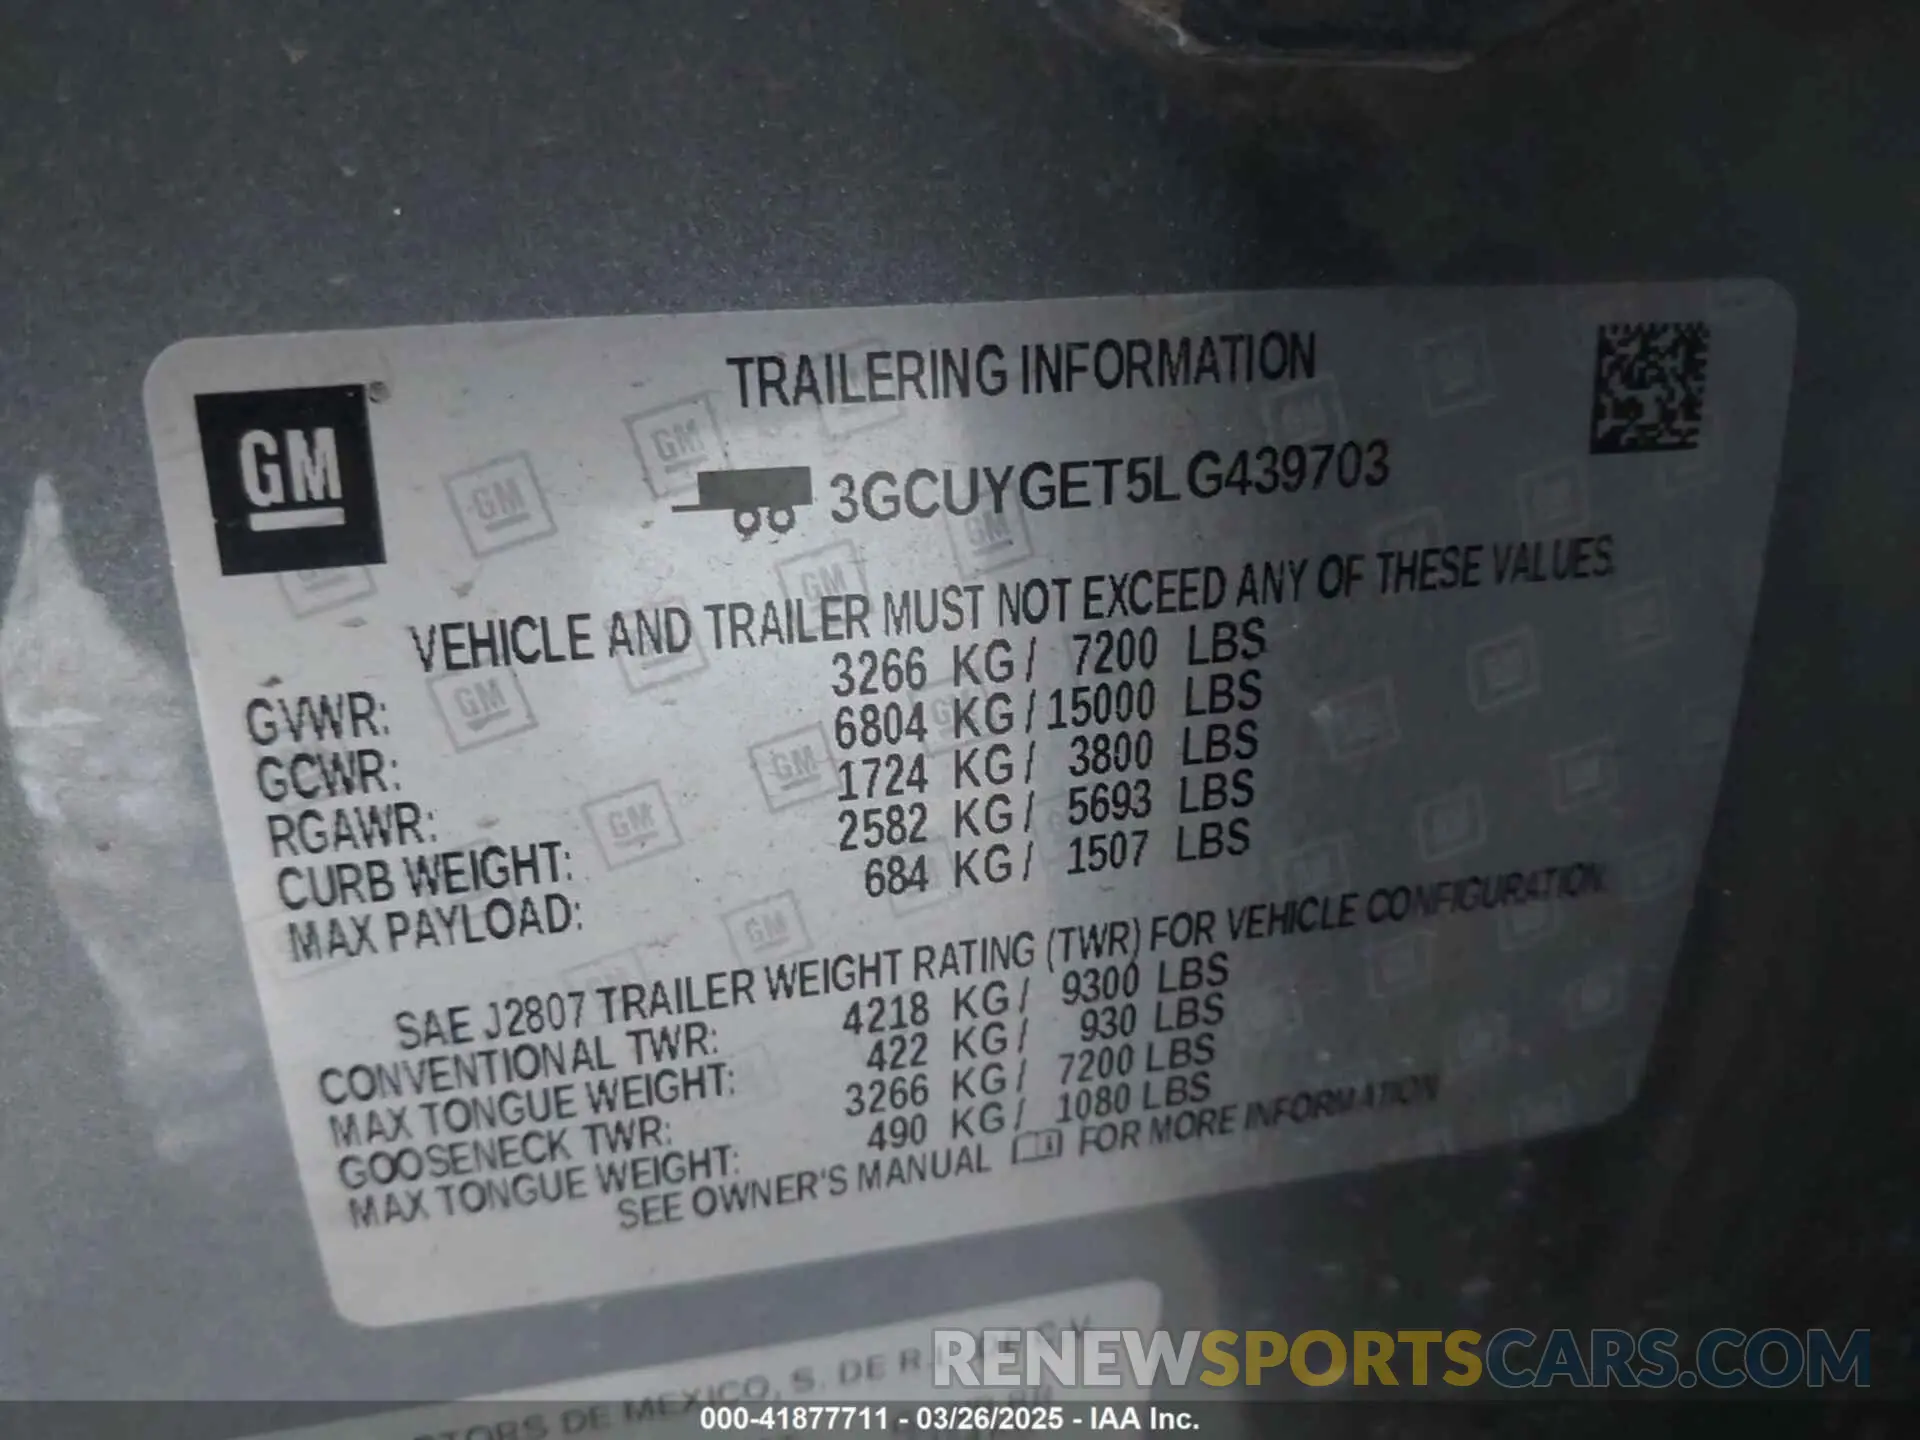 TRAILERING INFORMATION
GM
3GCUYGET5LG439703
VEHICLE AND TRAILER MUST NOT EXCEED ANY OF THESE VALUES.
GVWR: 3266 KG/ 7200 LBS
GCWR: 6804 KG/15000 LBS
RGAWR: 1724 KG/ 3800 LBS
CURB WEIGHT: 2582 KG/ 5693 LBS
MAX PAYLOAD: 684 KG/ 1507 LBS
SAE J2807 TRAILER WEIGHT RATING (TWR) FOR VEHICLE CONFIGURATION.
CONVENTIONAL TWR: 4218 KG/ 9300 LBS
MAX TONGUE WEIGHT: 422 KG/ 930 LBS
GOOSENECK TWR: 3266 KG/ 7200 LBS
MAX TONGUE WEIGHT: 490 KG/ 1080 LBS
SEE OWNER'S MANUAL FOR MORE INFORMATION
DE MEXICO, S. DE R.
RENEWSPORTSCARS.COM
000-41877711 - 03/26/2025 - IAA Inc.